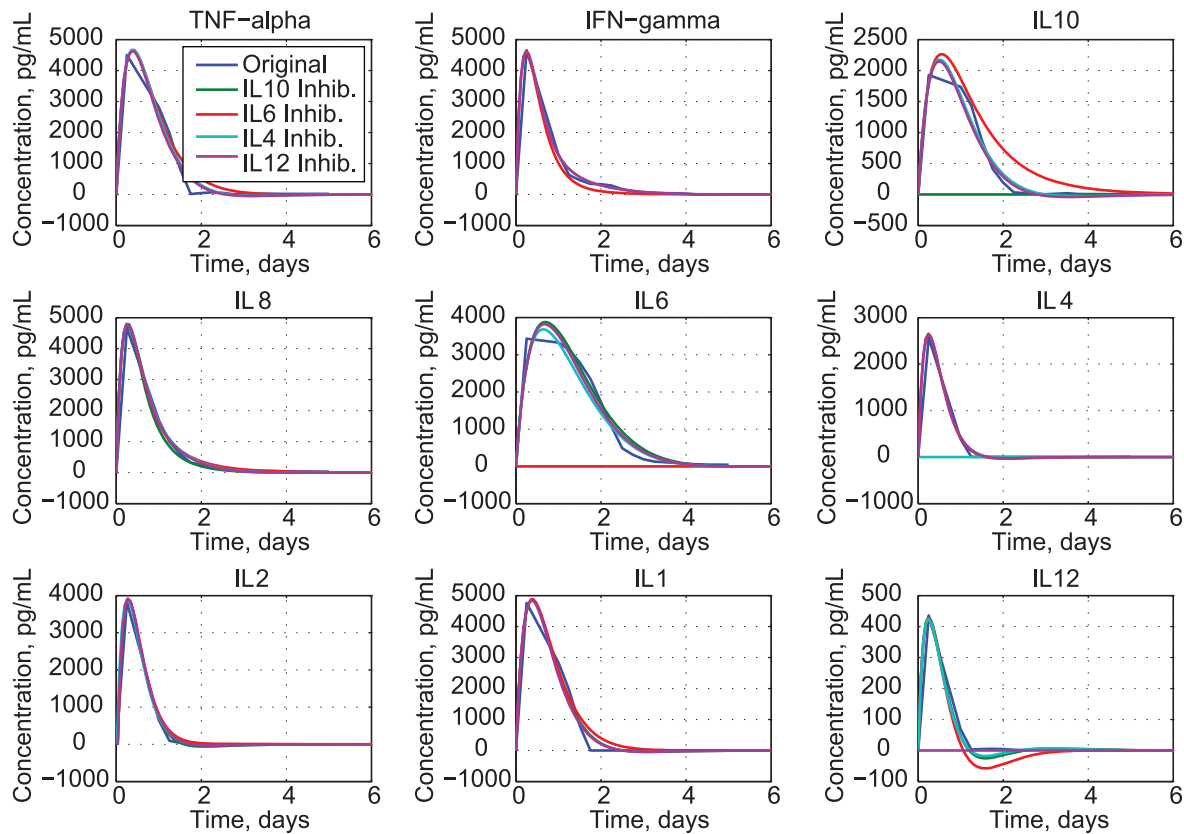 TNF−alpha
Concentration, pg/mL
5000
4000
3000
2000
1000
0
−1000
0 2 4 6
Time, days
Original
IL10 Inhib.
IL6 Inhib.
IL4 Inhib.
IL12 Inhib.
IFN−gamma
Concentration, pg/mL
5000
4000
3000
2000
1000
0
−1000
0 2 4 6
Time, days
IL10
Concentration, pg/mL
2500
2000
1500
1000
500
0
−500
0 2 4 6
Time, days
IL8
Concentration, pg/mL
5000
4000
3000
2000
1000
0
−1000
0 2 4 6
Time, days
IL6
Concentration, pg/mL
4000
3000
2000
1000
0
−1000
0 2 4 6
Time, days
IL4
Concentration, pg/mL
3000
2000
1000
0
−1000
0 2 4 6
Time, days
IL2
Concentration, pg/mL
4000
3000
2000
1000
0
−1000
0 2 4 6
Time, days
IL1
Concentration, pg/mL
5000
4000
3000
2000
1000
0
−1000
0 2 4 6
Time, days
IL12
Concentration, pg/mL
500
400
300
200
100
0
−100
0 2 4 6
Time, days